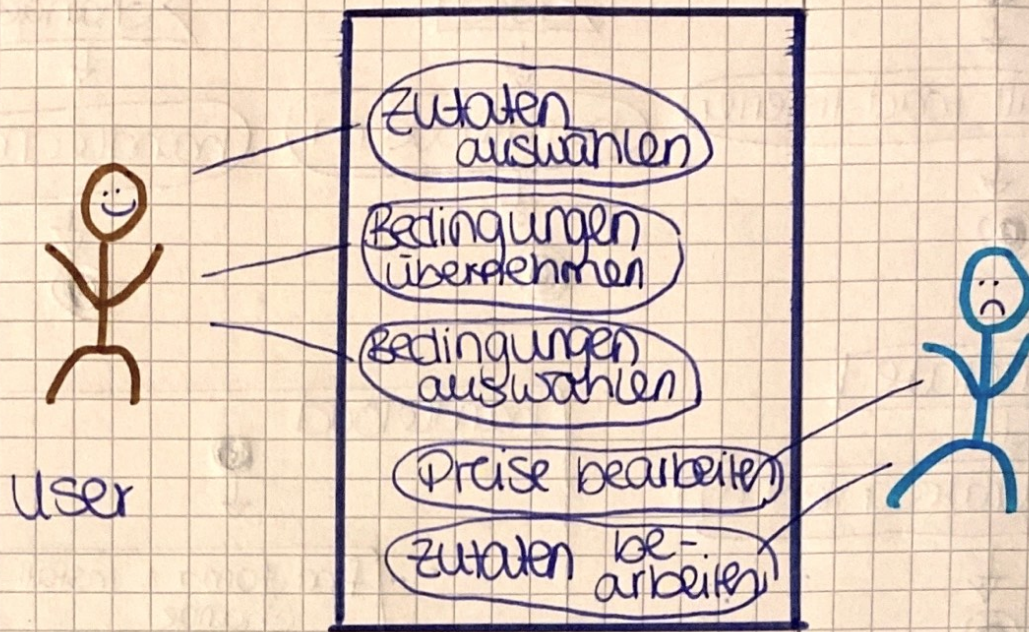 Zutaten
auswählen
Bedingungen
übernehmen
Bedingungen
auswählen
Preise bearbeiten
Zutaten be-
arbeiten
User